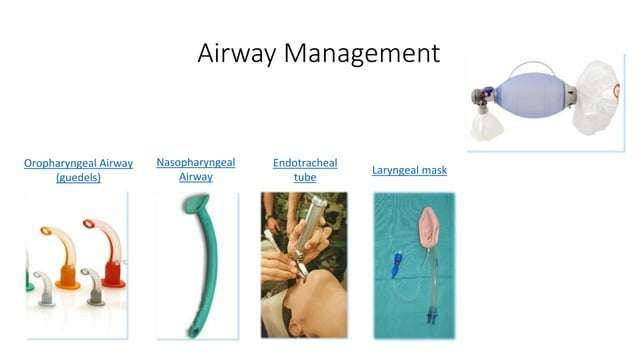 Airway Management
Oropharyngeal Airway
(guedels)
Nasopharyngeal
Airway
Endotracheal
tube
Laryngeal mask